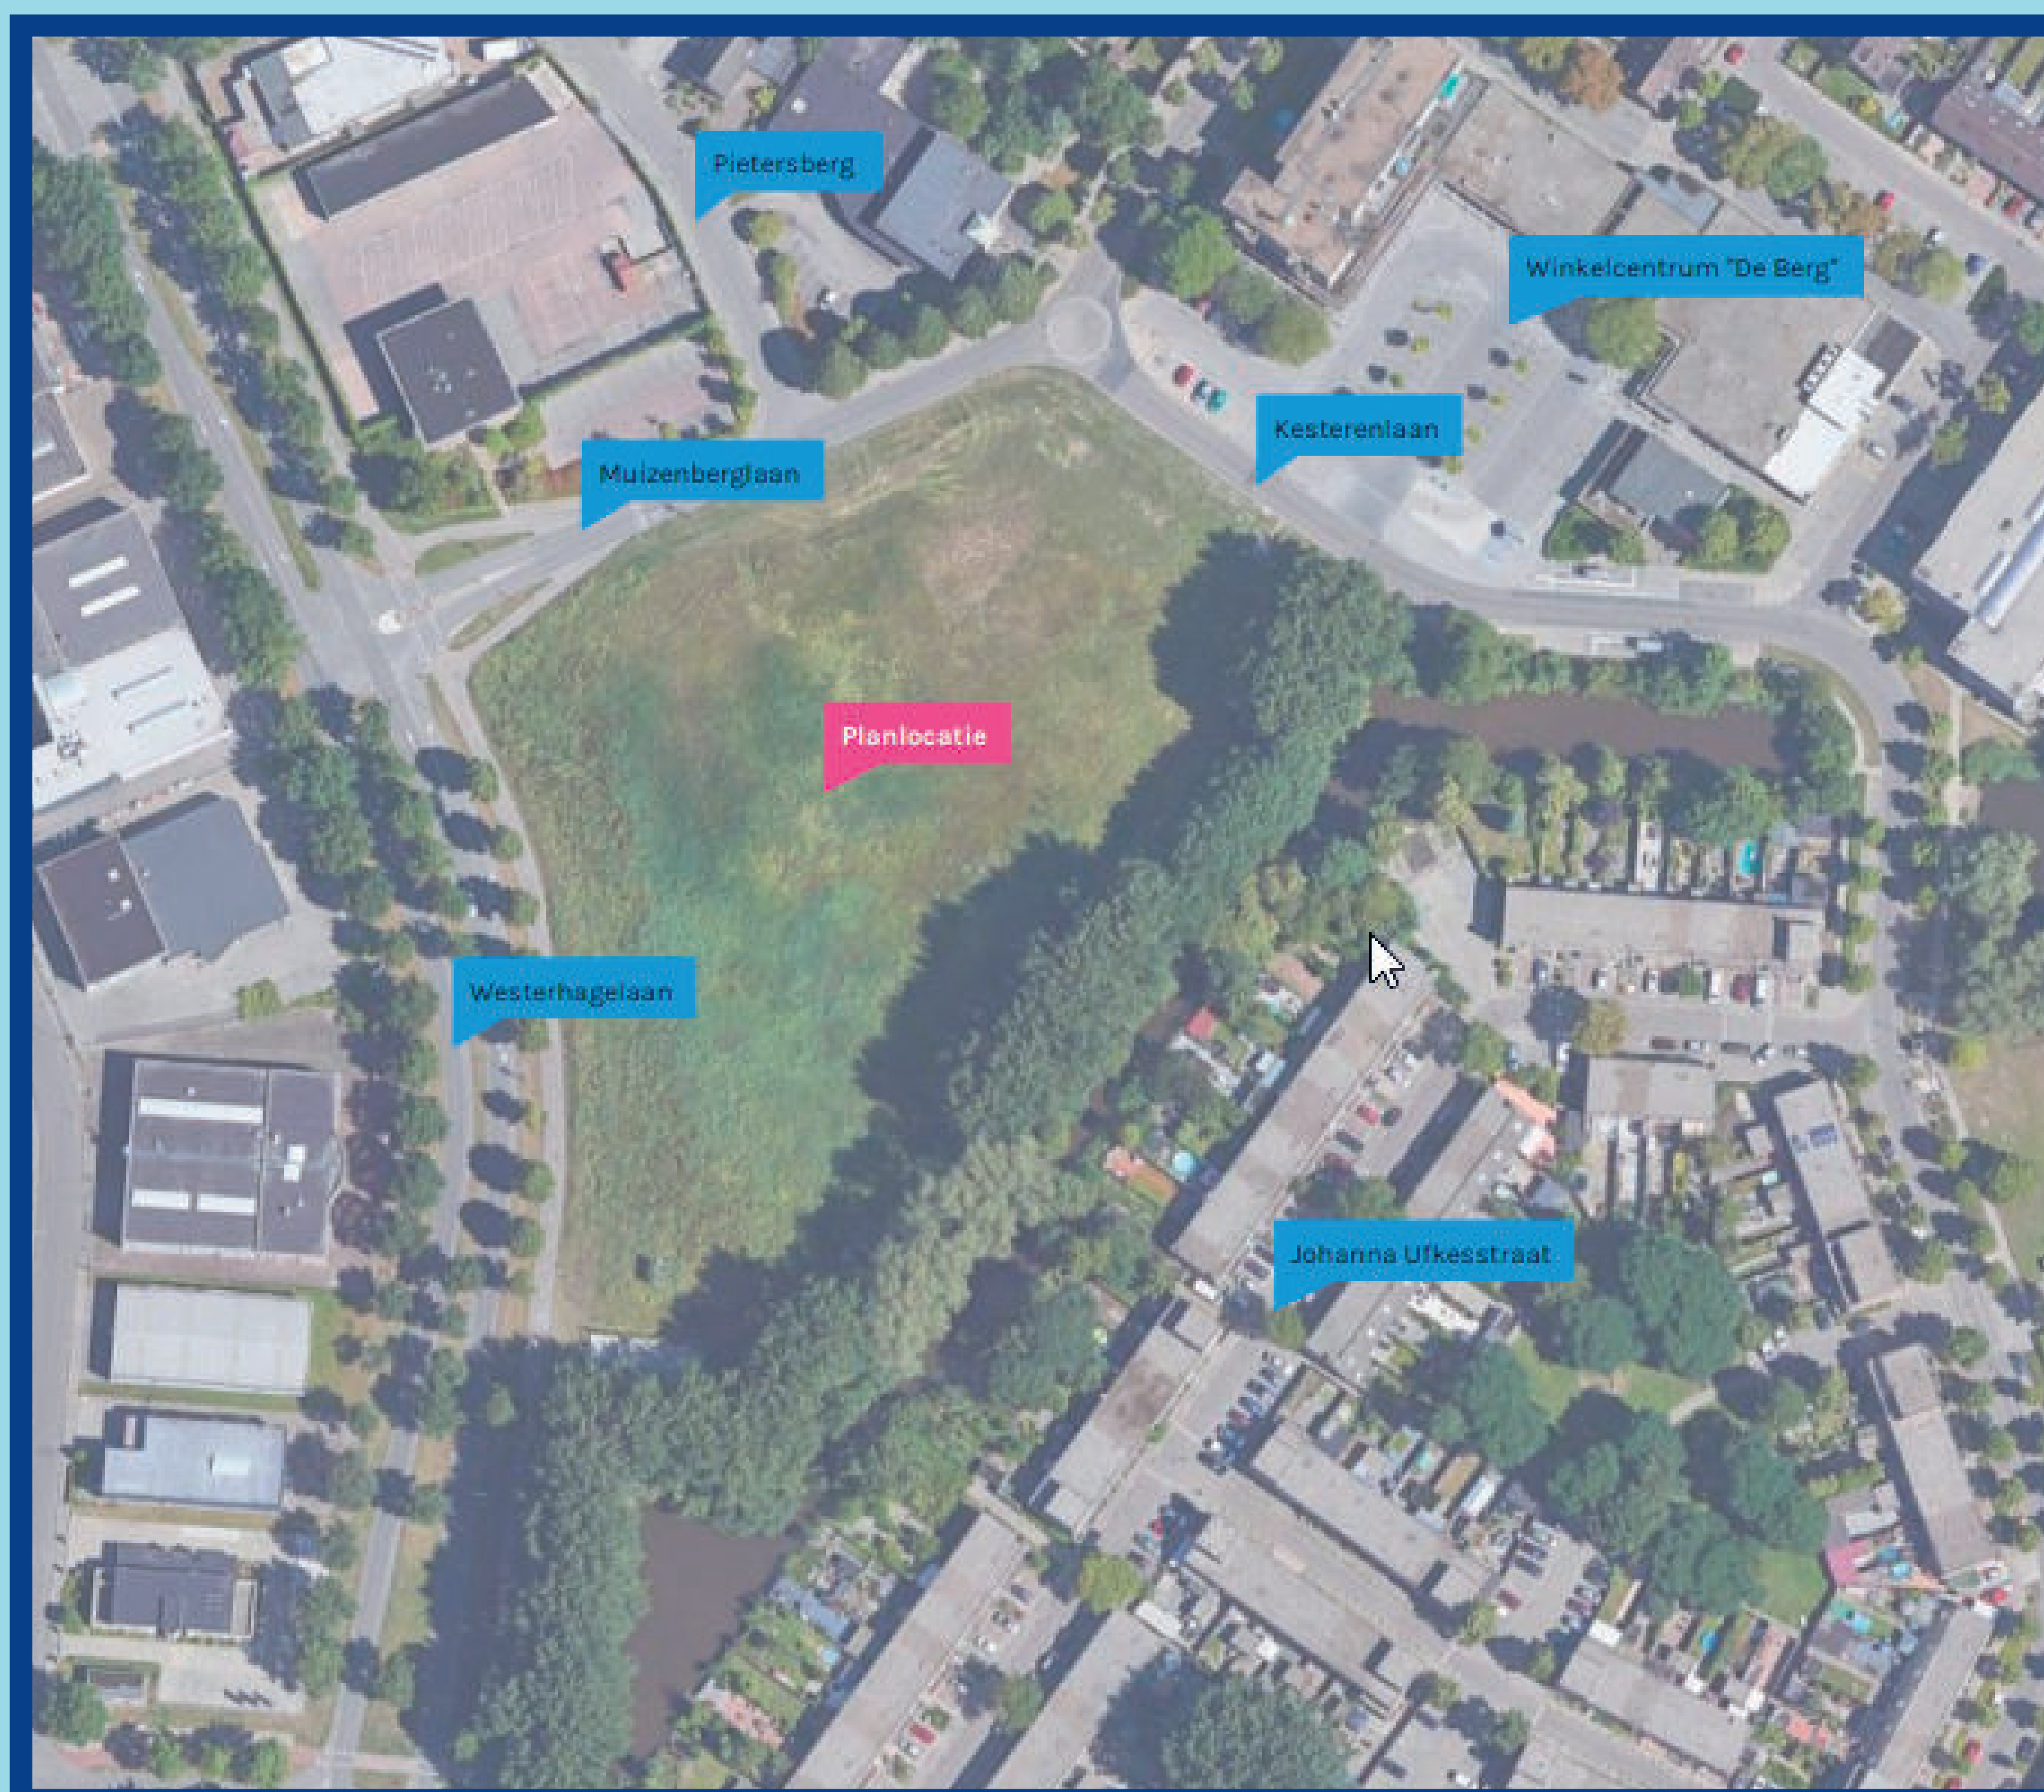 Pietersberg
Winkelcentrum "De Berg"
Kesterenlaan
Muizenberglaan
Planlocatie
Westerhagelaan
Johanna Ufkesstraat